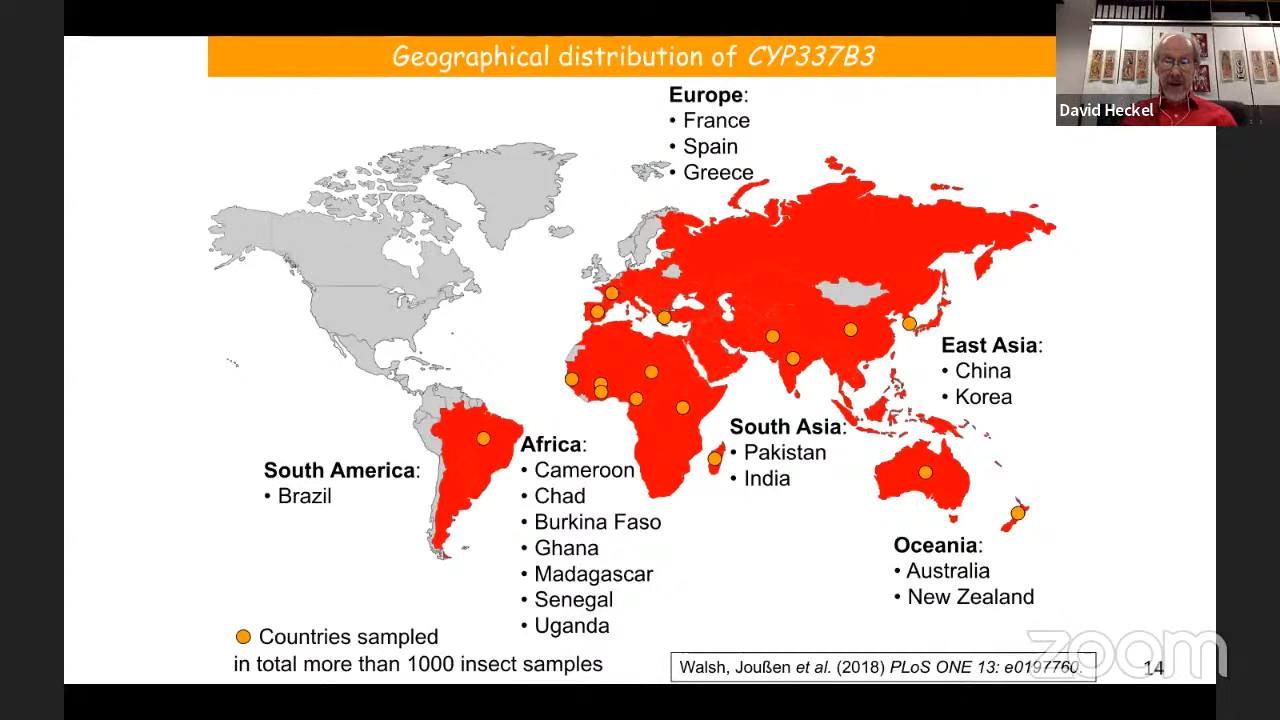 Geographical distribution of CYP337B3
David Heckel
Europe:
• France
• Spain
• Greece
East Asia:
• China
• Korea
South Asia:
• Pakistan
• India
Africa:
• Cameroon
• Chad
• Burkina Faso
• Ghana
• Madagascar
• Senegal
• Uganda
South America:
• Brazil
Oceania:
• Australia
• New Zealand
Countries sampled
in total more than 1000 insect samples
Walsh, Joußen et al. (2018) PLoS ONE 13: e0197760.
14
zoom